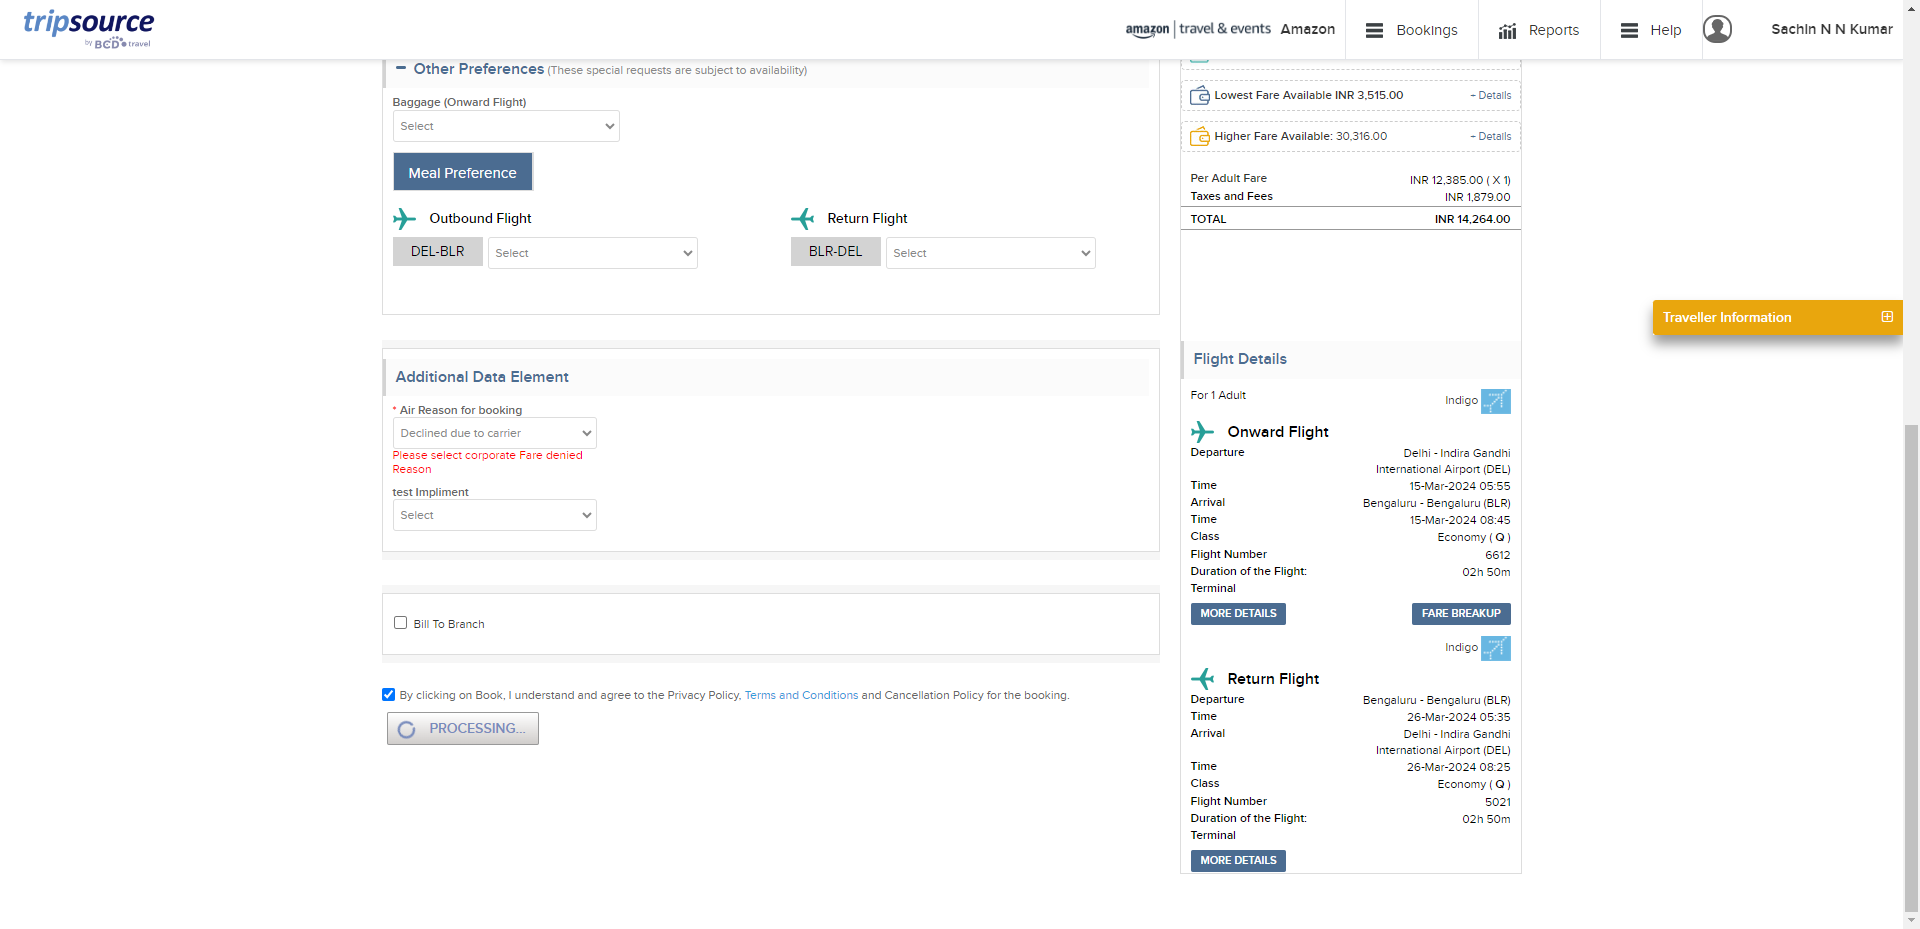 tripsource
by BCD travel
amazon travel & events Amazon
Bookings
Reports
Help
Sachin N N Kumar
Other Preferences (These special requests are subject to availability)
Baggage (Onward Flight)
Select
Meal Preference
Outbound Flight
Return Flight
DEL-BLR
Select
BLR-DEL
Select
Additional Data Element
* Air Reason for booking
Declined due to carrier
Please select corporate Fare denied
Reason
test Impliment
Select
Bill To Branch
By clicking on Book, I understand and agree to the Privacy Policy, Terms and Conditions and Cancellation Policy for the booking.
PROCESSING...
Lowest Fare Available INR 3,515.00
+ Details
Higher Fare Available: 30,316.00
+ Details
Per Adult Fare INR 12,385.00 ( X 1)
Taxes and Fees INR 1,879.00
TOTAL INR 14,264.00
Flight Details
For 1 Adult
Indigo
Onward Flight
Departure Delhi - Indira Gandhi
International Airport (DEL)
Time 15-Mar-2024 05:55
Arrival Bengaluru - Bengaluru (BLR)
Time 15-Mar-2024 08:45
Class Economy ( Q )
Flight Number 6612
Duration of the Flight: 02h 50m
Terminal
MORE DETAILS
FARE BREAKUP
Indigo
Return Flight
Departure Bengaluru - Bengaluru (BLR)
Time 26-Mar-2024 05:35
Arrival Delhi - Indira Gandhi
International Airport (DEL)
Time 26-Mar-2024 08:25
Class Economy ( Q )
Flight Number 5021
Duration of the Flight: 02h 50m
Terminal
MORE DETAILS
Traveller Information